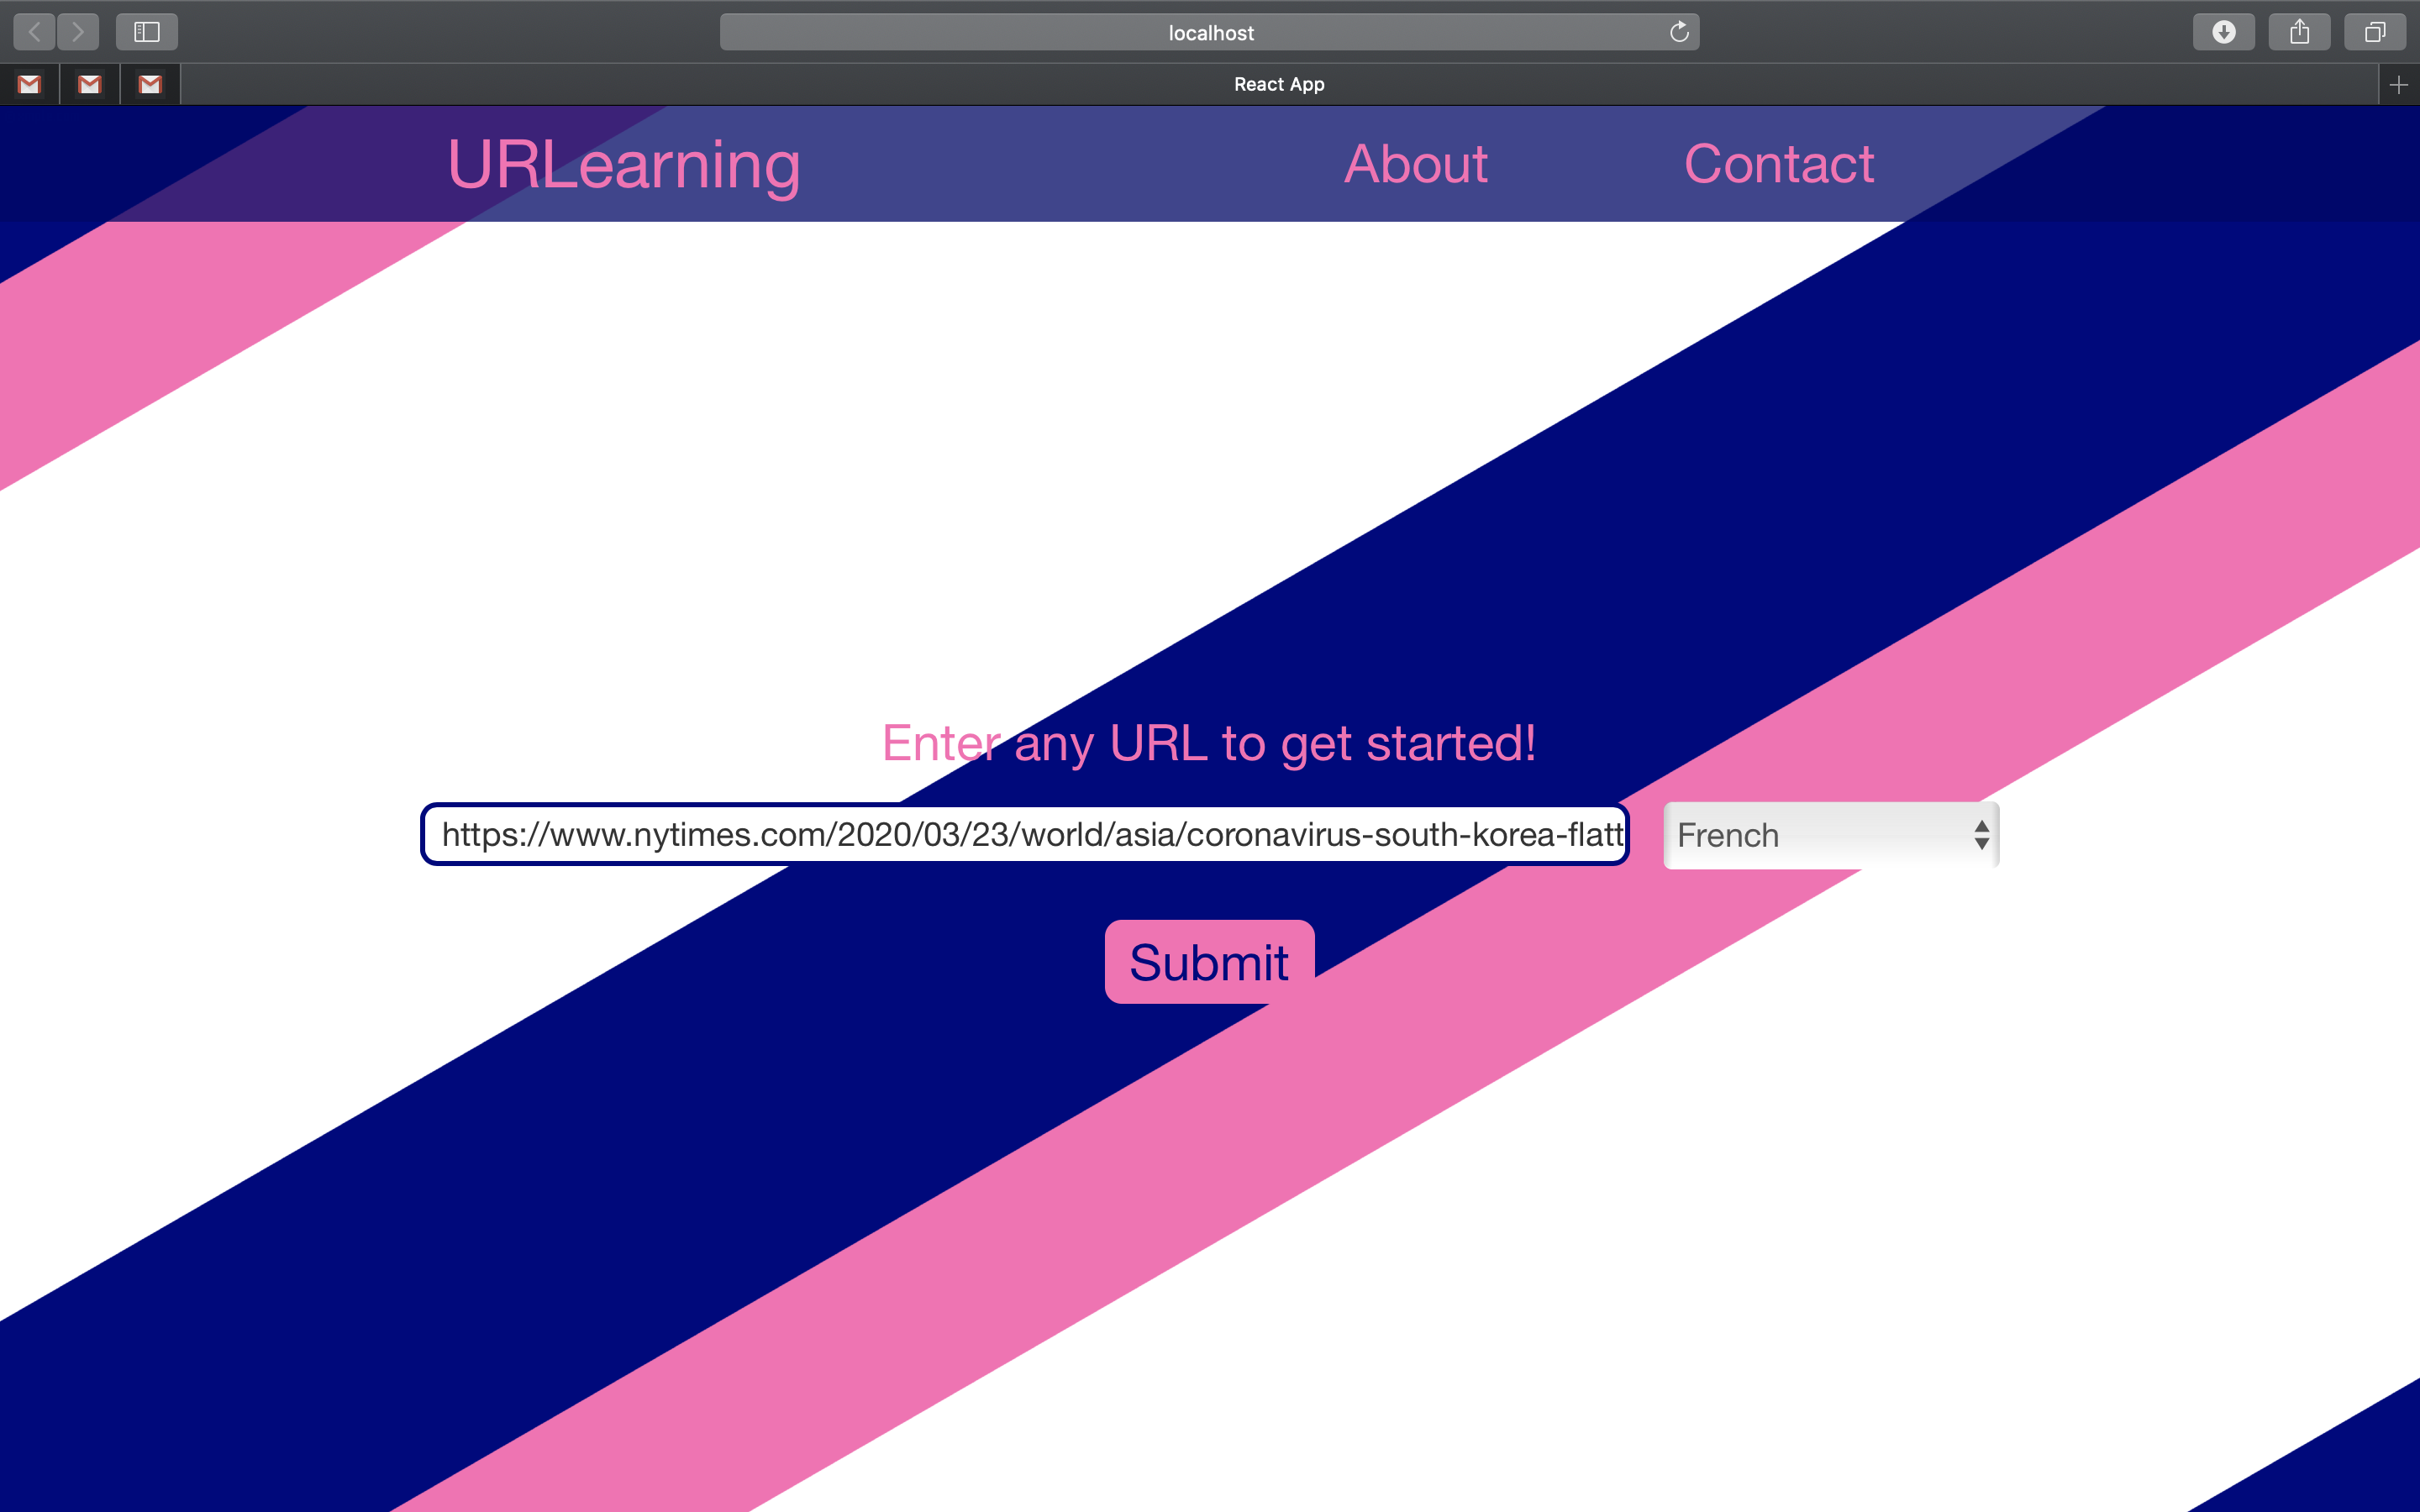 localhost
React App
URLearning About Contact
Enter any URL to get started!
https://www.nytimes.com/2020/03/23/world/asia/coronavirus-south-korea-flatt
French
Submit